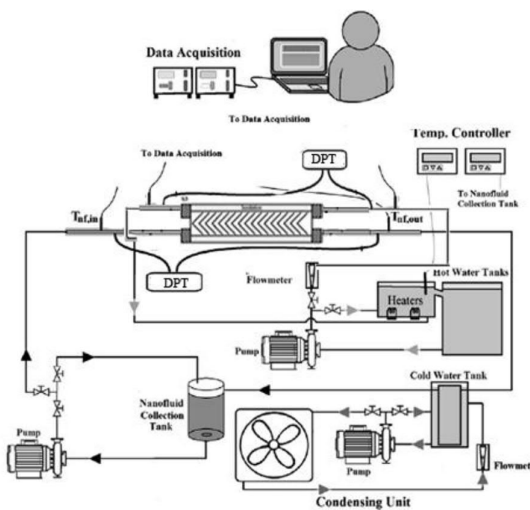 Data Acquisition
To Data Acquisition
Temp. Controller
To Data Acquisition
DPT
To Nanofluid
Collection
Tank
Tnf,in
Tnf,out
DPT
Flowmeter
Hot Water Tanks
Heaters
Pump
Cold Water Tank
Nanofluid
Collection
Tank
Pump
Pump
Flowmet
Condensing Unit